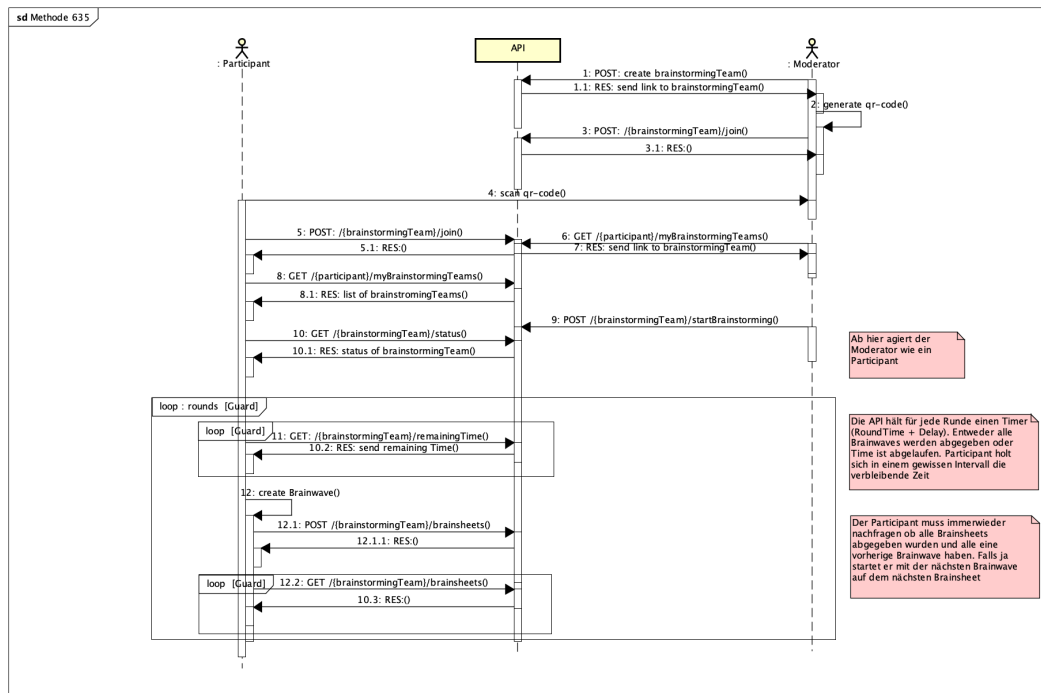 sd Methode 635
: Participant
API
: Moderator
1: POST: create brainstormingTeam()
1.1: RES: send link to brainstormingTeam()
2: generate qr-code()
3: POST: /{brainstormingTeam}/join()
3.1: RES:()
4: scan qr-code()
5: POST: /{brainstormingTeam}/join()
6: GET /{participant}/myBrainstormingTeams()
5.1: RES:()
7: RES: send link to brainstormingTeam()
8: GET /{participant}/myBrainstormingTeams()
8.1: RES: list of brainstromingTeams()
9: POST /{brainstormingTeam}/startBrainstorming()
10: GET /{brainstormingTeam}/status()
10.1: RES: status of brainstormingTeam()
Ab hier agiert der
Moderator wie ein
Participant
loop : rounds [Guard]
loop [Guard]
11: GET: /{brainstormingTeam}/remainingTime()
10.2: RES: send remaining Time()
Die API hält für jede Runde einen Timer
(RoundTime + Delay). Entweder alle
Brainwaves werden abgegeben oder
Time ist abgelaufen. Participant holt
sich in einem gewissen Intervall die
verbleibende Zeit
12: create Brainwave()
12.1: POST /{brainstormingTeam}/brainsheets()
12.1.1: RES:()
Der Participant muss immerwieder
nachfragen ob alle Brainsheets
abgegeben wurden und alle eine
vorherige Brainwave haben. Falls ja
startet er mit der nächsten Brainwave
auf dem nächsten Brainsheet
loop [Guard]
12.2: GET /{brainstormingTeam}/brainsheets()
10.3: RES:()